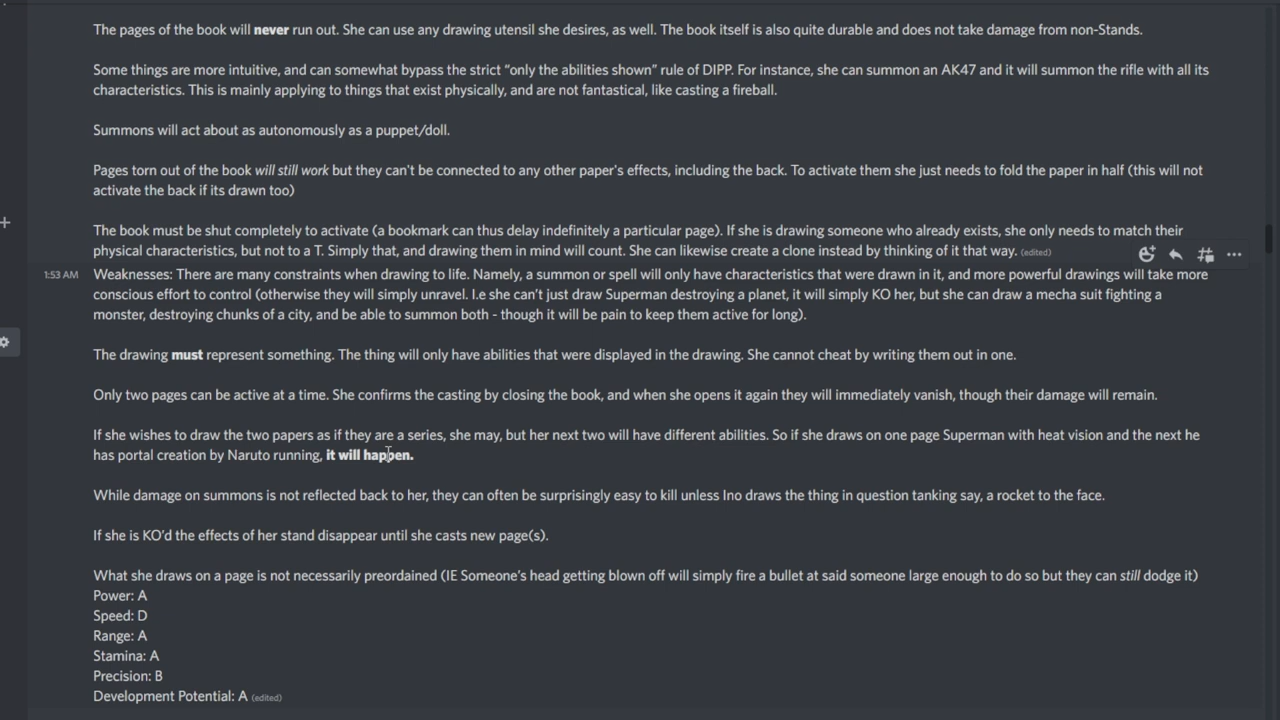 The pages of the book will never run out. She can use any drawing utensil she desires, as well. The book itself is also quite durable and does not take damage from non-Stands.
Some things are more intuitive, and can somewhat bypass the strict “only the abilities shown” rule of DIPP. For instance, she can summon an AK47 and it will summon the rifle with all its
characteristics. This is mainly applying to things that exist physically, and are not fantastical, like casting a fireball.
Summons will act about as autonomously as a puppet/doll.
Pages torn out of the book will still work but they can't be connected to any other paper's effects, including the back. To activate them she just needs to fold the paper in half (this will not
activate the back if its drawn too)
The book must be shut completely to activate (a bookmark can thus delay indefinitely a particular page). If she is drawing someone who already exists, she only needs to match their
physical characteristics, but not to a T. Simply that, and drawing them in mind will count. She can likewise create a clone instead by thinking of it that way. (edited)
1:53 AM Weaknesses: There are many constraints when drawing to life. Namely, a summon or spell will only have characteristics that were drawn in it, and more powerful drawings will take more
conscious effort to control (otherwise they will simply unravel. I.e she can’t just draw Superman destroying a planet, it will simply KO her, but she can draw a mecha suit fighting a
monster, destroying chunks of a city, and be able to summon both - though it will be pain to keep them active for long).
The drawing must represent something. The thing will only have abilities that were displayed in the drawing. She cannot cheat by writing them out in one.
Only two pages can be active at a time. She confirms the casting by closing the book, and when she opens it again they will immediately vanish, though their damage will remain.
If she wishes to draw the two papers as if they are a series, she may, but her next two will have different abilities. So if she draws on one page Superman with heat vision and the next he
has portal creation by Naruto running, it will happen.
While damage on summons is not reflected back to her, they can often be surprisingly easy to kill unless Ino draws the thing in question tanking say, a rocket to the face.
If she is KO’d the effects of her stand disappear until she casts new page(s).
What she draws on a page is not necessarily preordained (IE Someone’s head getting blown off will simply fire a bullet at said someone large enough to do so but they can still dodge it)
Power: A
Speed: D
Range: A
Stamina: A
Precision: B
Development Potential: A (edited)